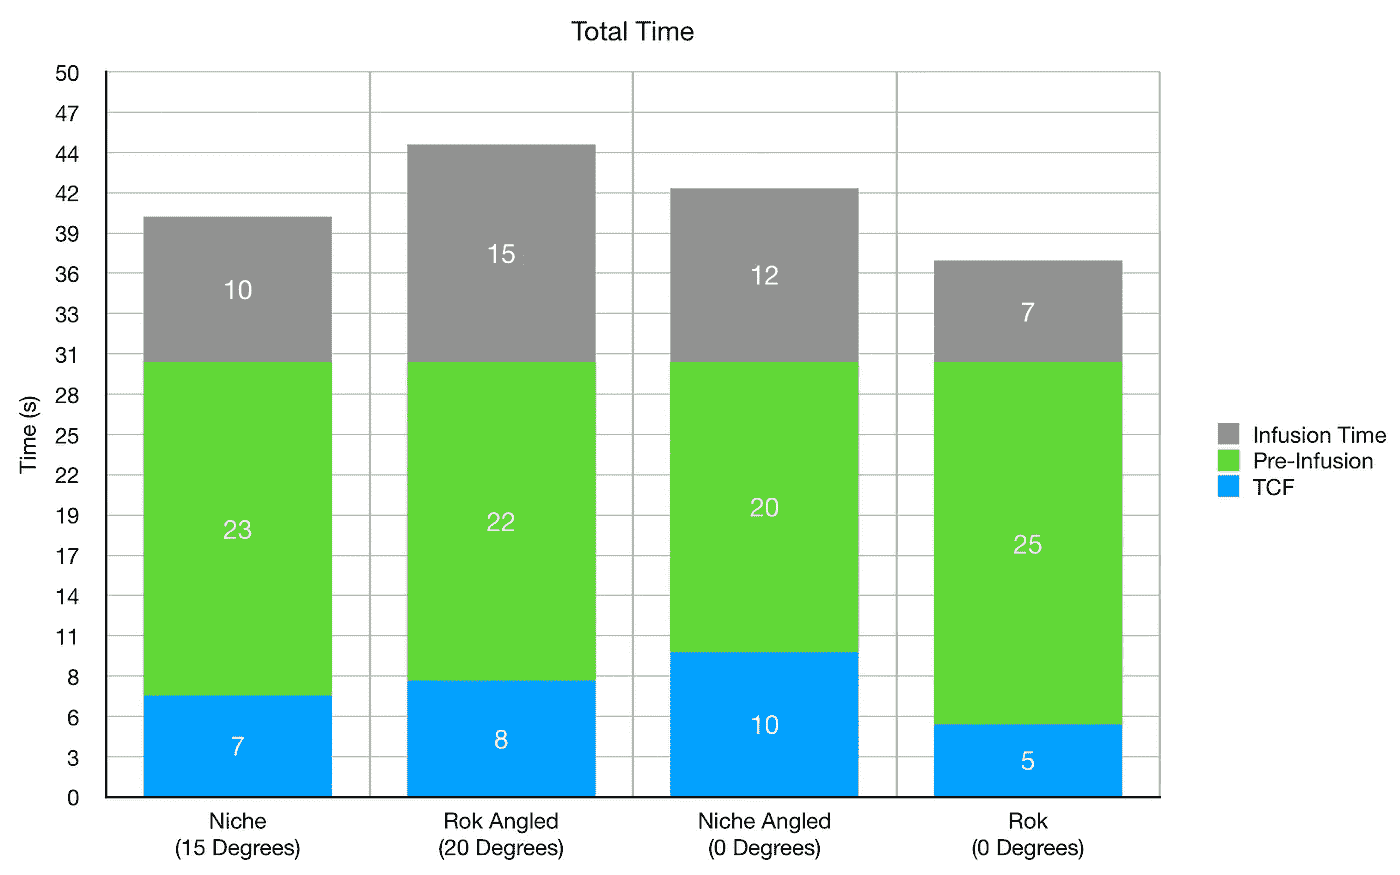 Total Time
50
47
44
42
39
36
33
31
28
25
22
19
17
14
11
8
6
3
0
Time (s)
10
15
12
7
23
22
20
25
7
8
10
5
Niche
(15 Degrees)
Rok Angled
(20 Degrees)
Niche Angled
(0 Degrees)
Rok
(0 Degrees)
Infusion Time
Pre-Infusion
TCF